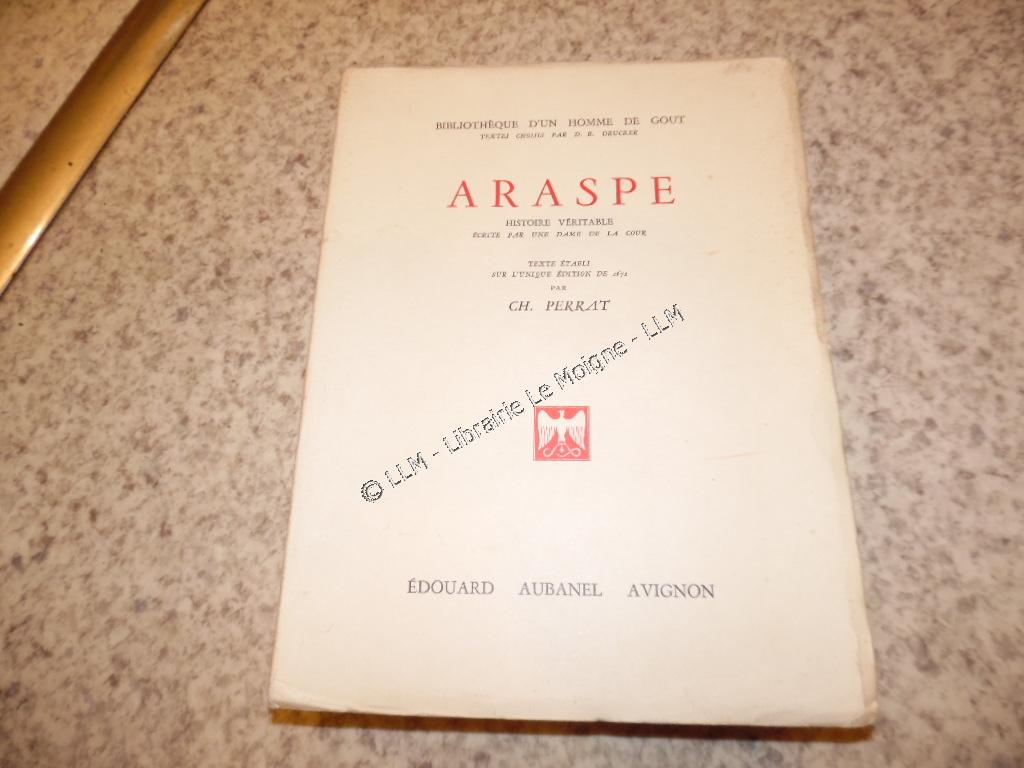 BIBLIOTHÈQUE D'UN HOMME DE GOUT
TEXTES CHOISIS PAR D. B. DRUCKER
ARASPE
HISTOIRE VÉRITABLE
ÉCRITE PAR UNE DAME DE LA COUR
TEXTE ÉTABLI
SUR L'UNIQUE ÉDITION DE 1672
PAR
CH. PERRAT
© LLM - Librairie Le Moigne - LLM
ÉDOUARD AUBANEL AVIGNON